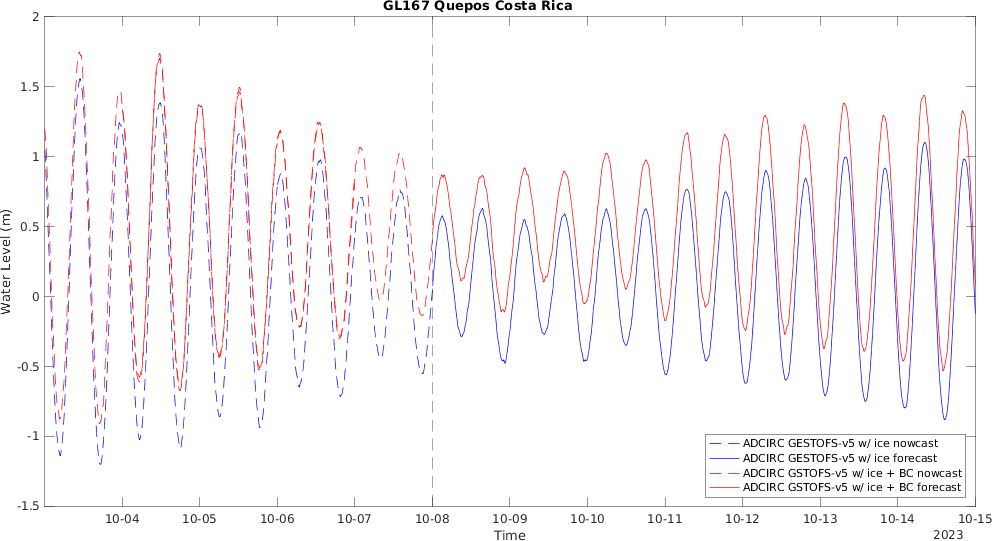 GL167 Quepos Costa Rica
2
1.5
1
0.5
0
-0.5
-1
-1.5
Water Level (m)
ADCIRC GESTOFS-v5 w/ ice nowcast
ADCIRC GESTOFS-v5 w/ ice forecast
ADCIRC GSTOFS-v5 w/ ice + BC nowcast
ADCIRC GSTOFS-v5 w/ ice + BC forecast
10-04 10-05 10-06 10-07 10-08 10-09 10-10 10-11 10-12 10-13 10-14 10-15
Time
2023